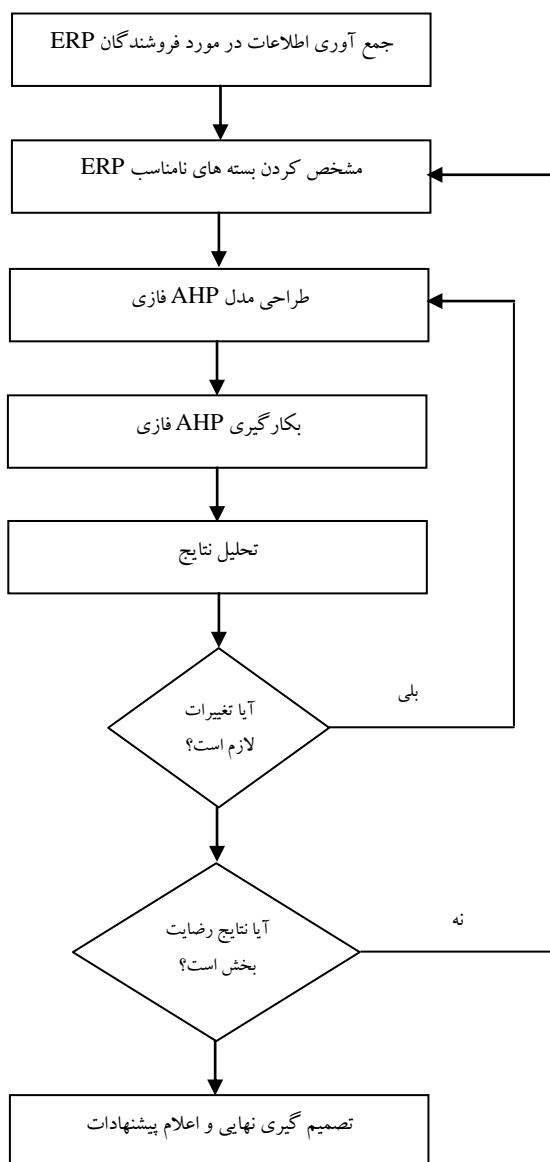 جمع آوری اطلاعات در مورد فروشندگان ERP
مشخص کردن بسته های نامناسب ERP
طراحی مدل AHP فازی
بکارگیری AHP فازی
تحلیل نتایج
آیا تغییرات
لازم است؟
بلی
آیا نتایج رضایت
بخش است؟
نه
تصمیم گیری نهایی و اعلام پیشنهادات